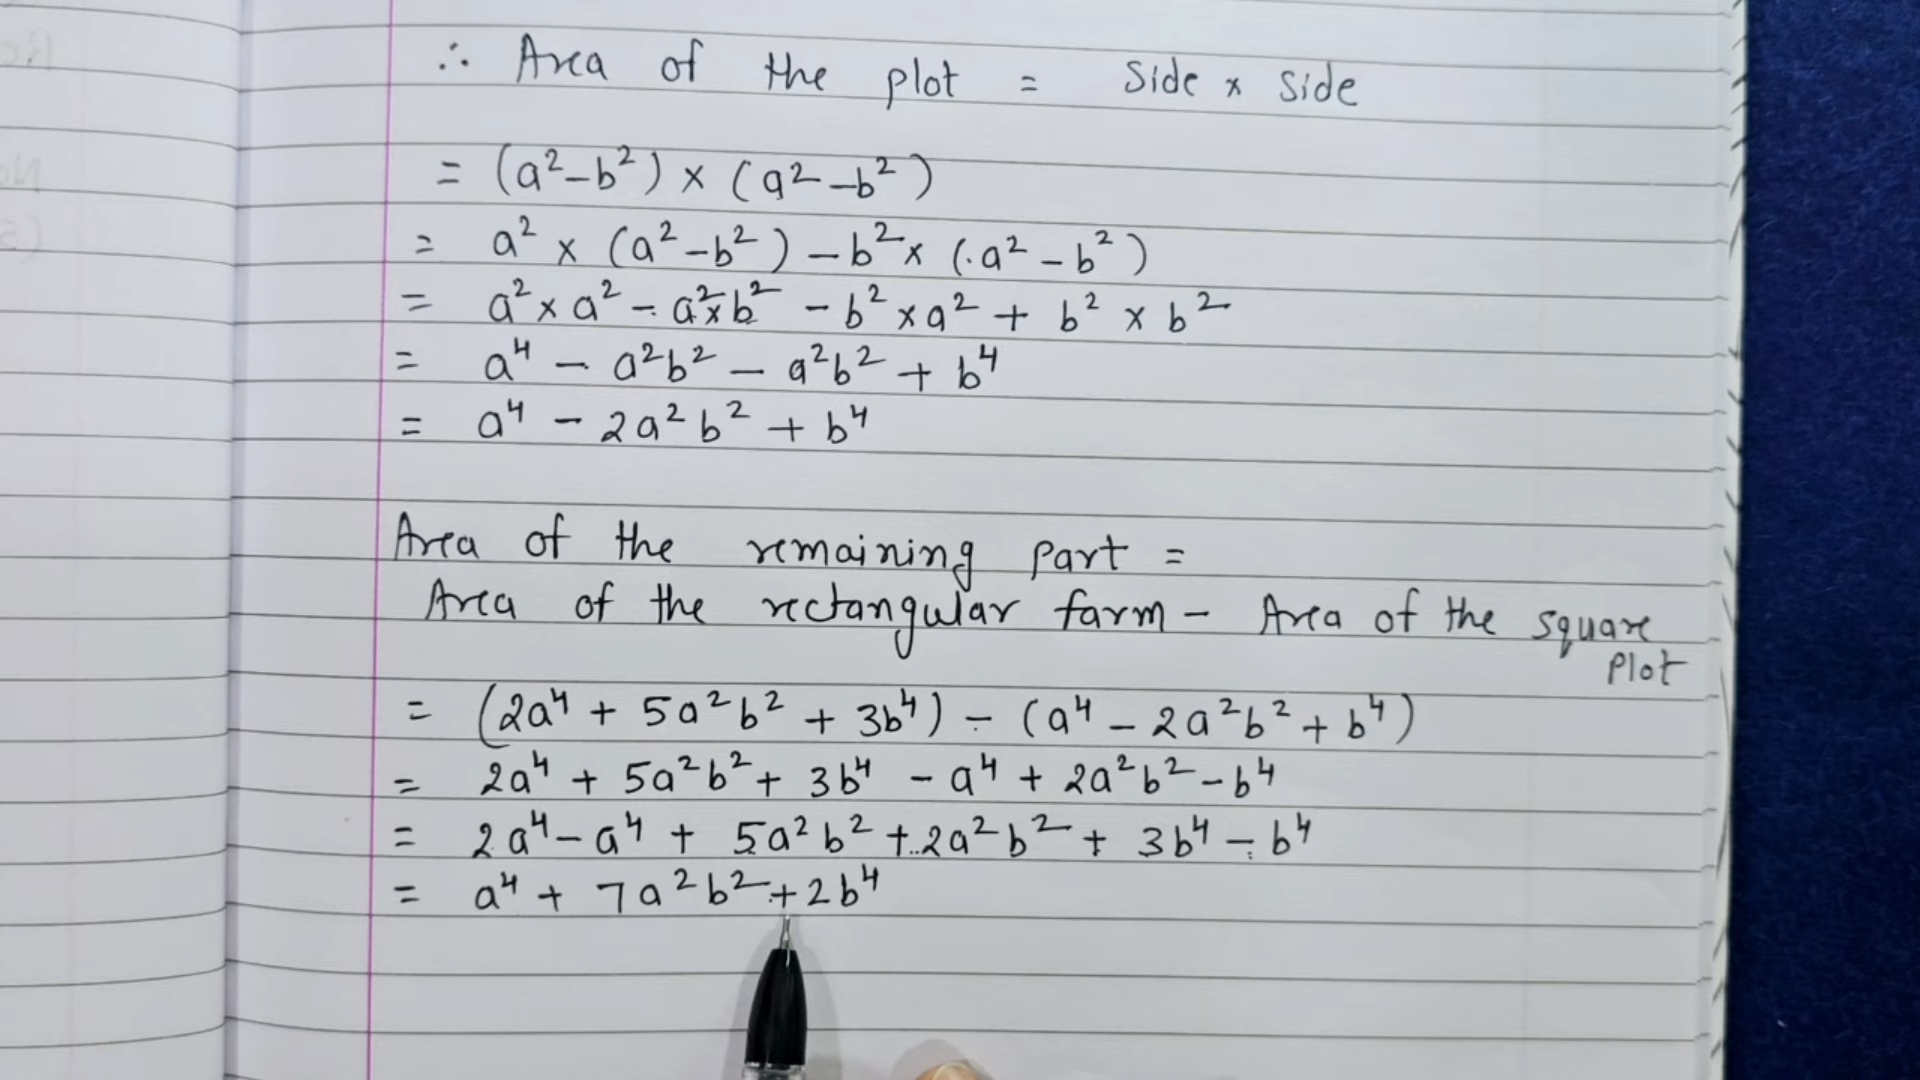 ∴ Area of the plot = Side × Side
= (a²-b²) × (a²-b²)
= a² × (a²-b²) - b² × (a² - b²)
= a² × a² - a² × b² - b² × a² + b² × b²
= a⁴ - a²b² - a²b² + b⁴
= a⁴ - 2a²b² + b⁴
Area of the remaining part =
Area of the rectangular farm - Area of the square
plot
= (2a⁴ + 5a²b² + 3b⁴) - (a⁴ - 2a²b² + b⁴)
= 2a⁴ + 5a²b² + 3b⁴ - a⁴ + 2a²b² - b⁴
= 2a⁴ - a⁴ + 5a²b² + 2a²b² + 3b⁴ - b⁴
= a⁴ + 7a²b² + 2b⁴